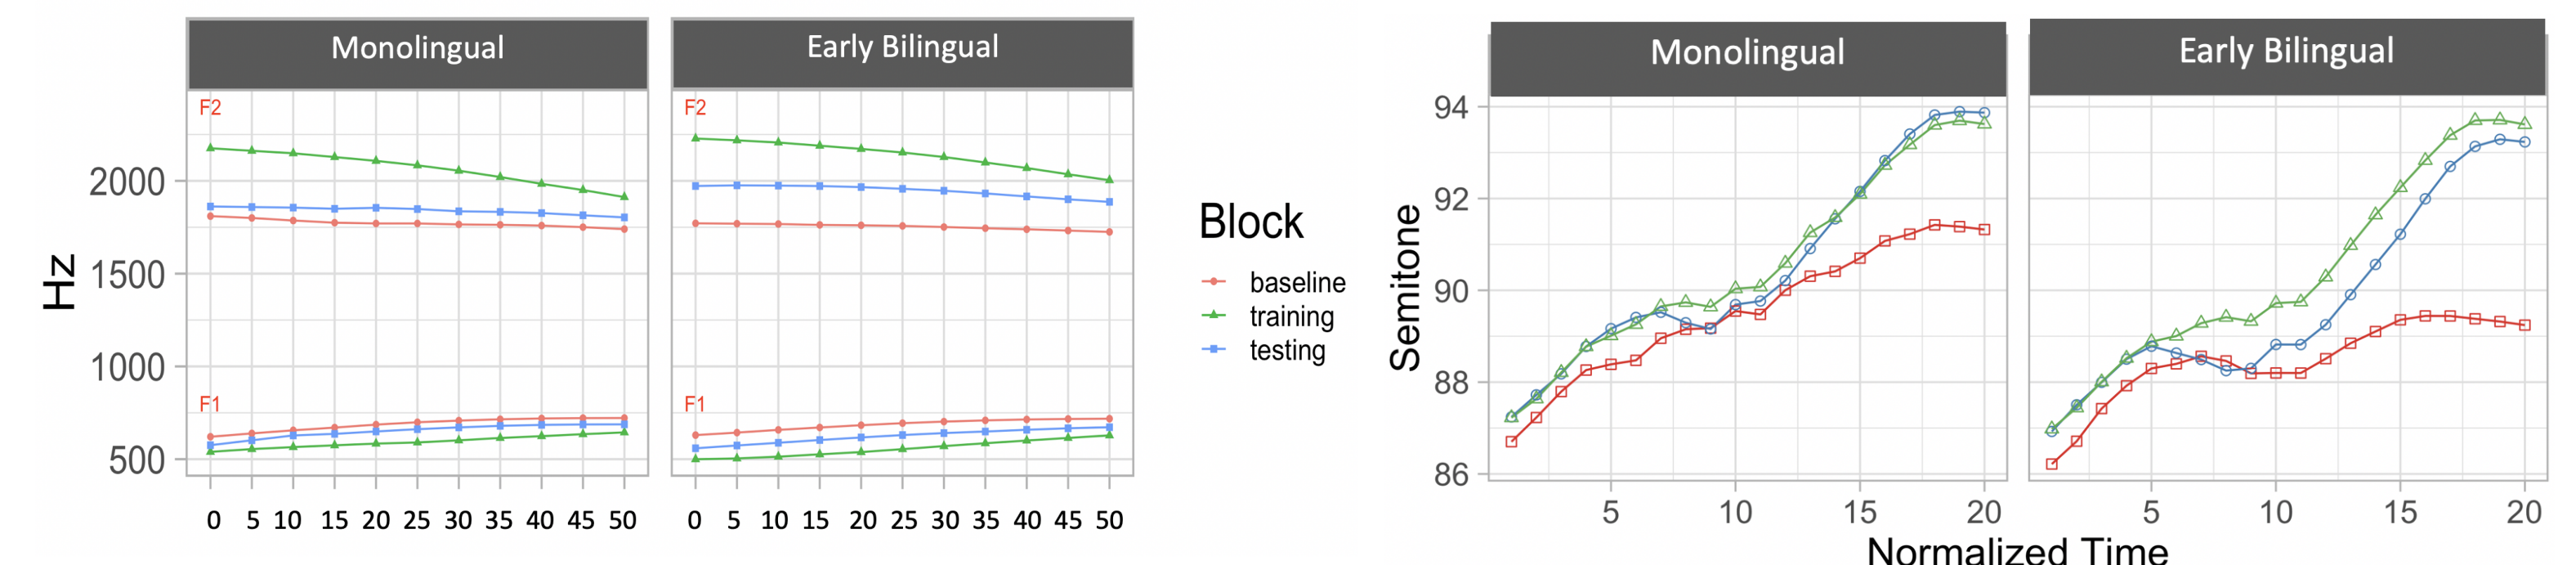 Monolingual
Early Bilingual
F2
F2
2000
1500
1000
500
Hz
F1
F1
0 5 10 15 20 25 30 35 40 45 50
0 5 10 15 20 25 30 35 40 45 50
Block
baseline
training
testing
Monolingual
Early Bilingual
94
92
90
88
86
Semitone
5 10 15 20
5 10 15 20
Normalized Time